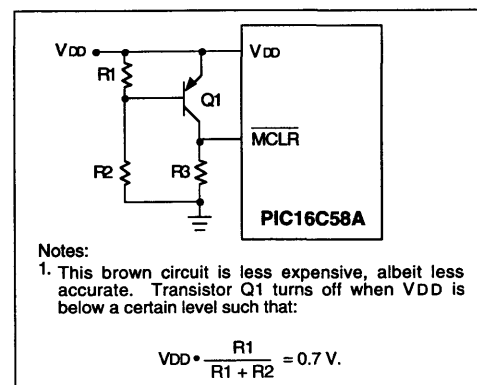 VDD
R1
VDD
Q1
MCLR
R2
R3
PIC16C58A
Notes:
1. This brown circuit is less expensive, albeit less
accurate. Transistor Q1 turns off when VDD is
below a certain level such that:
VDD • R1 / (R1 + R2) = 0.7 V.